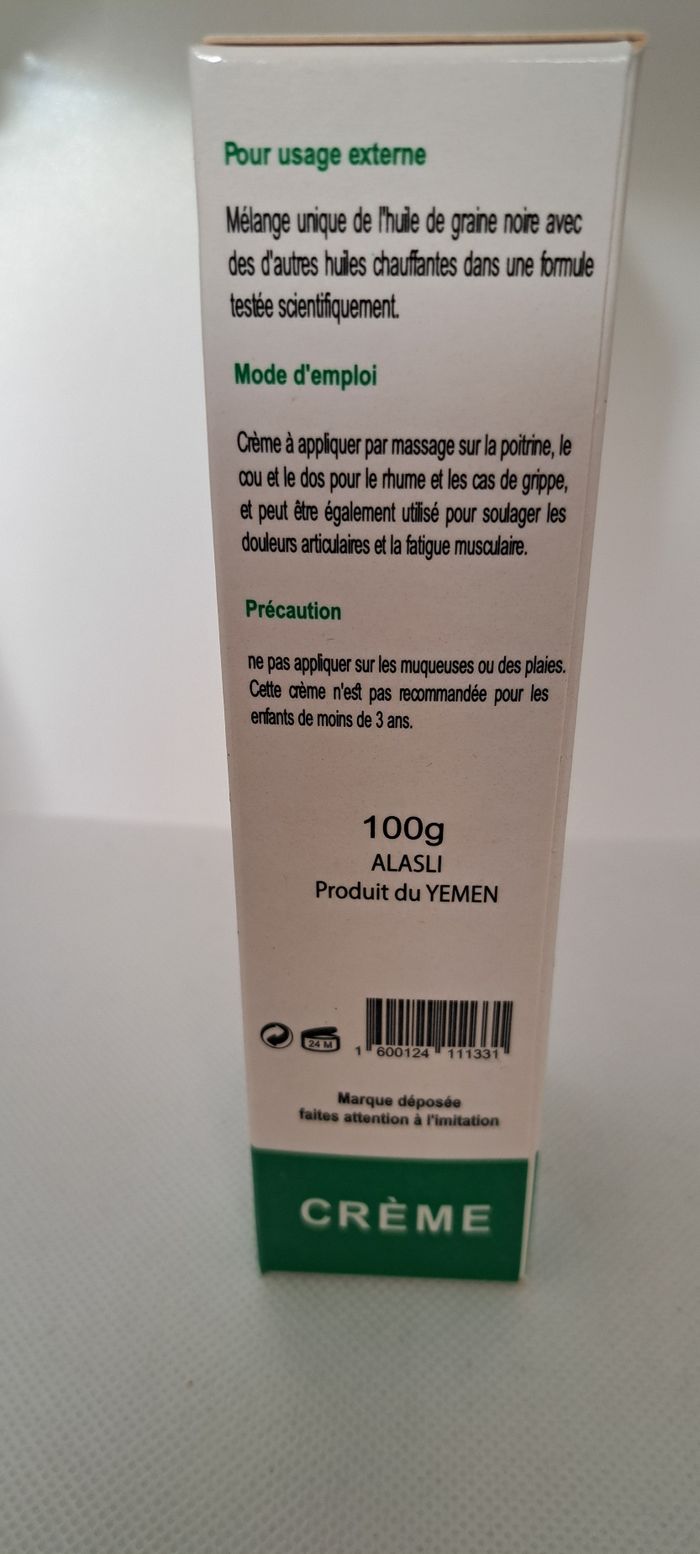 Pour usage externe
Mélange unique de l'huile de graine noire avec
des d'autres huiles chauffantes dans une formule
testée scientifiquement.
Mode d'emploi
Crème à appliquer par massage sur la poitrine, le
cou et le dos pour le rhume et les cas de grippe,
et peut être également utilisé pour soulager les
douleurs articulaires et la fatigue musculaire.
Précaution
ne pas appliquer sur les muqueuses ou des plaies.
Cette crème n'est pas recommandée pour les
enfants de moins de 3 ans.
100g
ALASLI
Produit du YEMEN
24 M
1 600124 111331
Marque déposée
faites attention à l'imitation
CRÈME